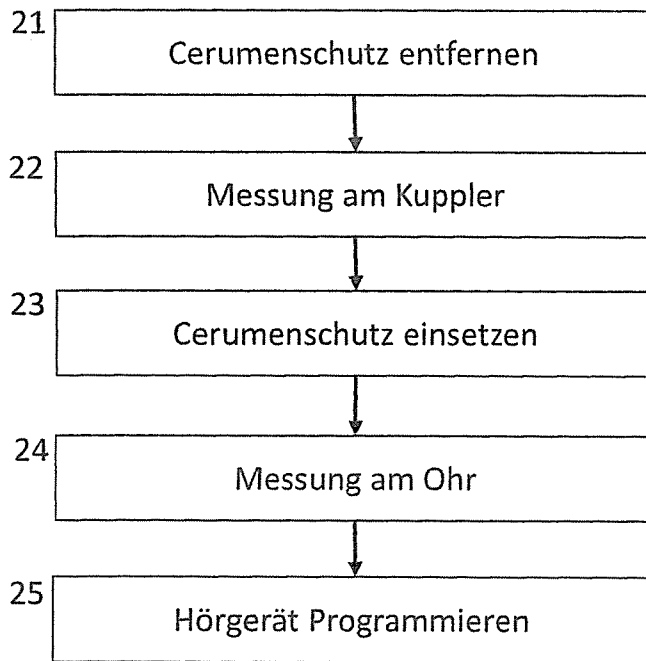 21
Cerumenschutz entfernen
22
Messung am Kuppler
23
Cerumenschutz einsetzen
24
Messung am Ohr
25
Hörgerät Programmieren